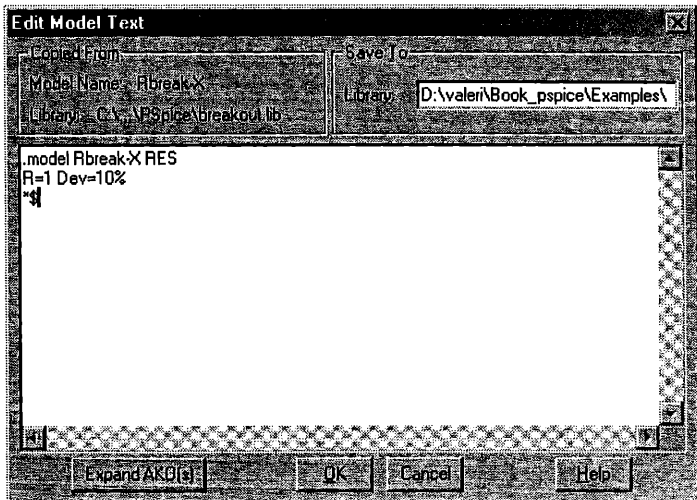 Edit Model Text
Copied From
Save To
Model Name: Rbreak-X
Library: D:\valeri\Book_pspice\Examples\
Library: C:\...\PSpice\breakout.lib
.model Rbreak-X RES
R=1 Dev=10%
*$
Expand AKO(s)
OK
Cancel
Help